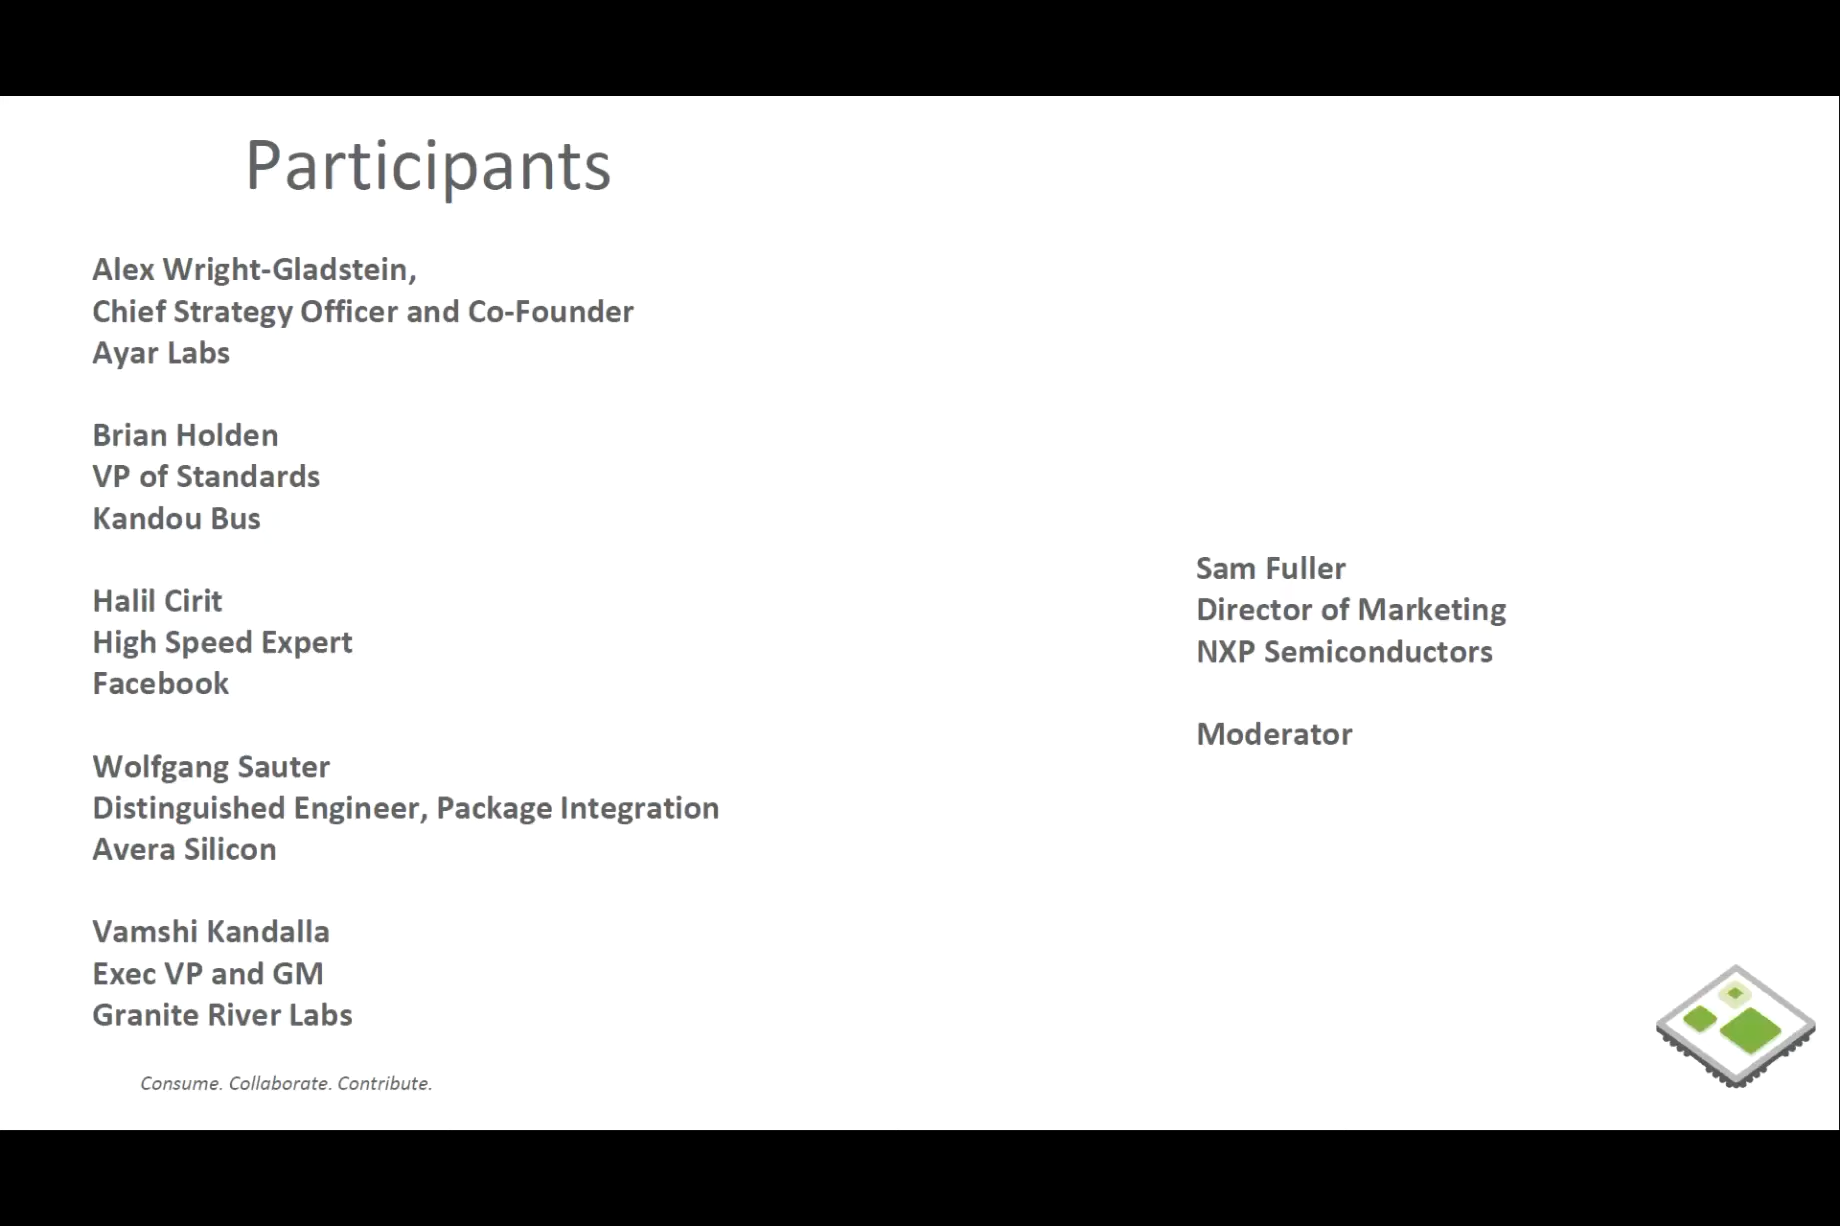 Participants
Alex Wright-Gladstein,
Chief Strategy Officer and Co-Founder
Ayar Labs
Brian Holden
VP of Standards
Kandou Bus
Halil Cirit
High Speed Expert
Facebook
Wolfgang Sauter
Distinguished Engineer, Package Integration
Avera Silicon
Vamshi Kandalla
Exec VP and GM
Granite River Labs
Sam Fuller
Director of Marketing
NXP Semiconductors
Moderator
Consume. Collaborate. Contribute.